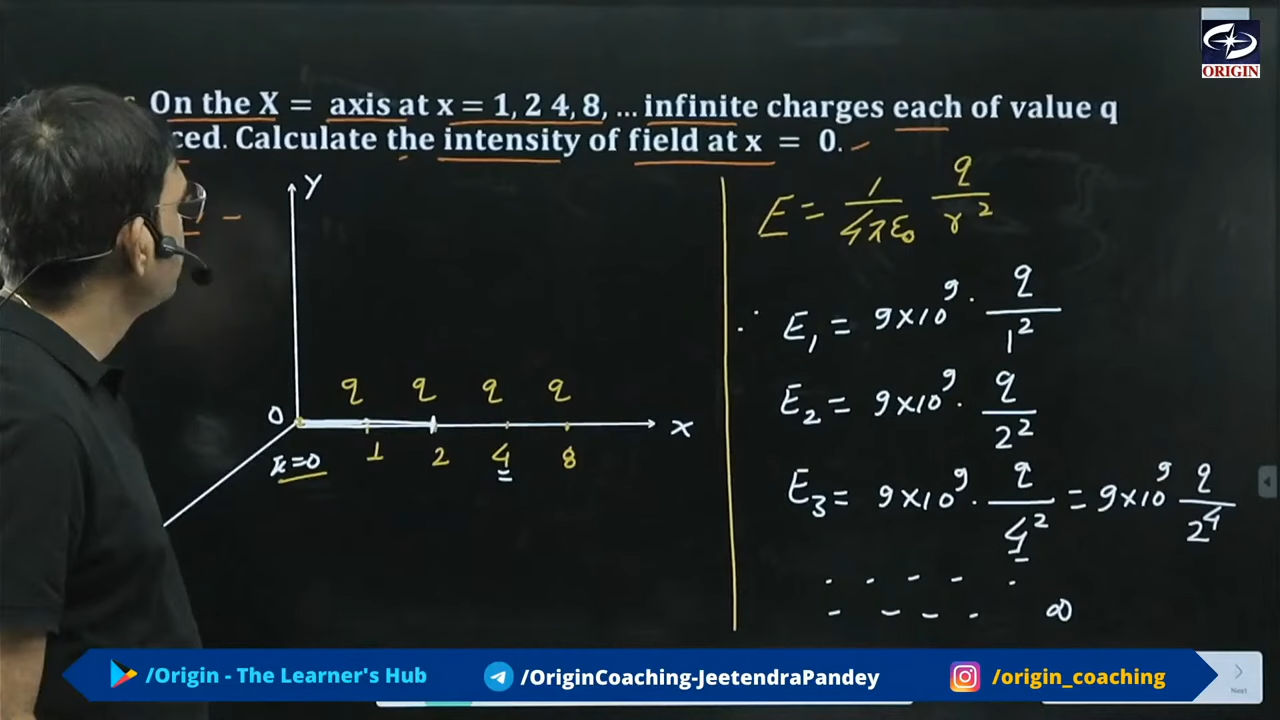 ORIGIN
On the X = axis at x = 1, 2 4, 8, ... infinite charges each of value q
ced. Calculate the intensity of field at x = 0.
Y
0
q q q q
X
x=0 1 2 4 8
E = 1/4πε₀ q/r²
∴ E₁ = 9×10⁹ · q/1²
E₂ = 9×10⁹ · q/2²
E₃ = 9×10⁹ · q/4² = 9×10⁹ q/2⁴
. - - - .
- - - - ∞
/Origin - The Learner's Hub
/OriginCoaching-JeetendraPandey
/origin_coaching
Next